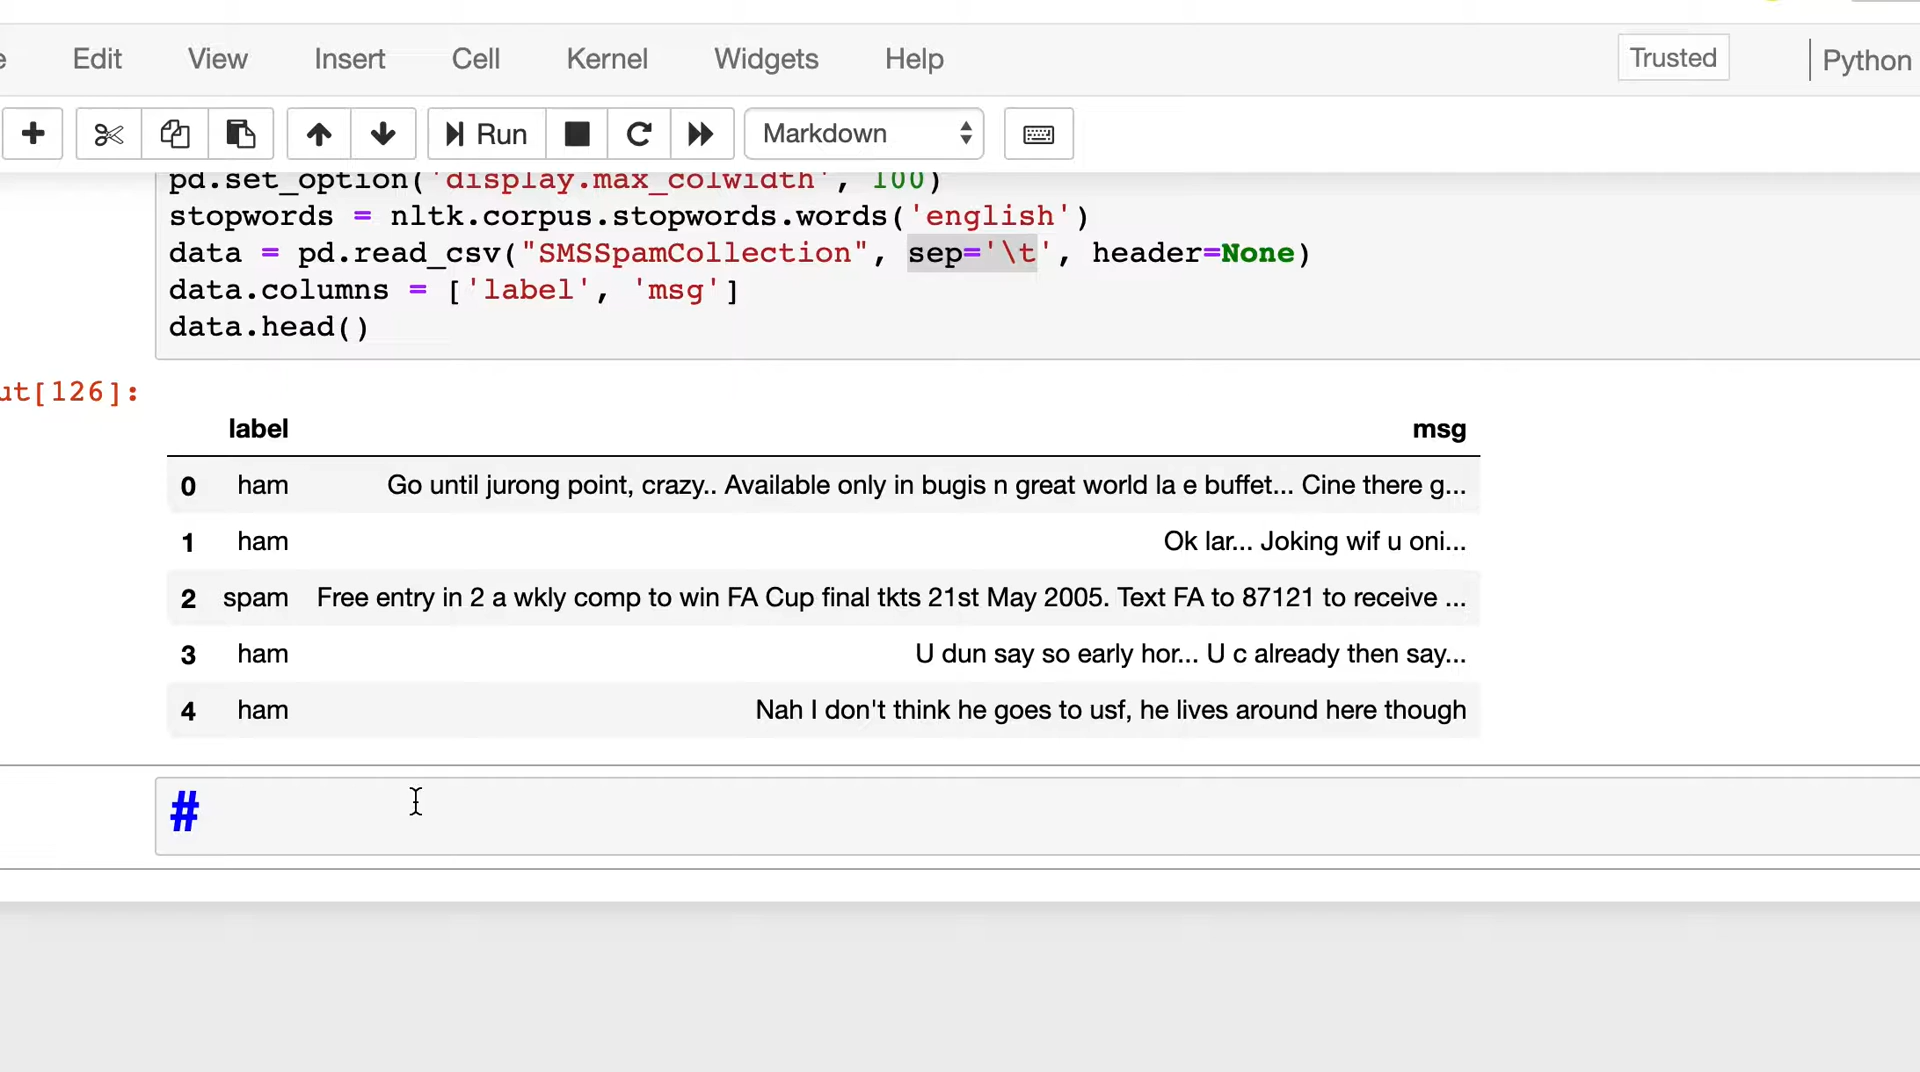 Edit View Insert Cell Kernel Widgets Help Trusted Python
Run Markdown
pd.set_option('display.max_colwidth', 100)
stopwords = nltk.corpus.stopwords.words('english')
data = pd.read_csv("SMSSpamCollection", sep='\t', header=None)
data.columns = ['label', 'msg']
data.head()
ut[126]:
label msg
0 ham Go until jurong point, crazy.. Available only in bugis n great world la e buffet... Cine there g...
1 ham Ok lar... Joking wif u oni...
2 spam Free entry in 2 a wkly comp to win FA Cup final tkts 21st May 2005. Text FA to 87121 to receive ...
3 ham U dun say so early hor... U c already then say...
4 ham Nah I don't think he goes to usf, he lives around here though
#